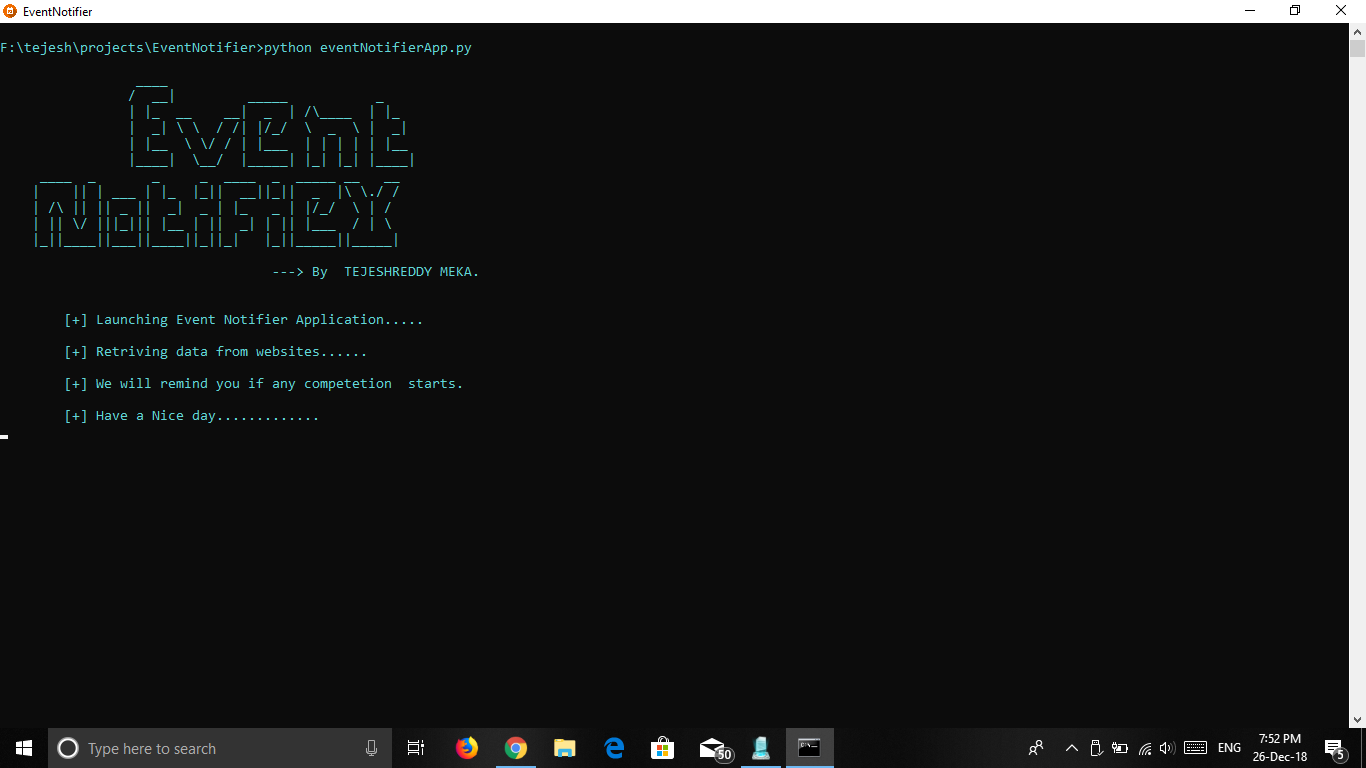 EventNotifier
F:\tejesh\projects\EventNotifier>python eventNotifierApp.py
EvEnt
NotifiEr
---> By  TEJESHREDDY MEKA.
[+] Launching Event Notifier Application.....
[+] Retriving data from websites......
[+] We will remind you if any competetion  starts.
[+] Have a Nice day.............
Type here to search
50
ENG
7:52 PM
26-Dec-18
5